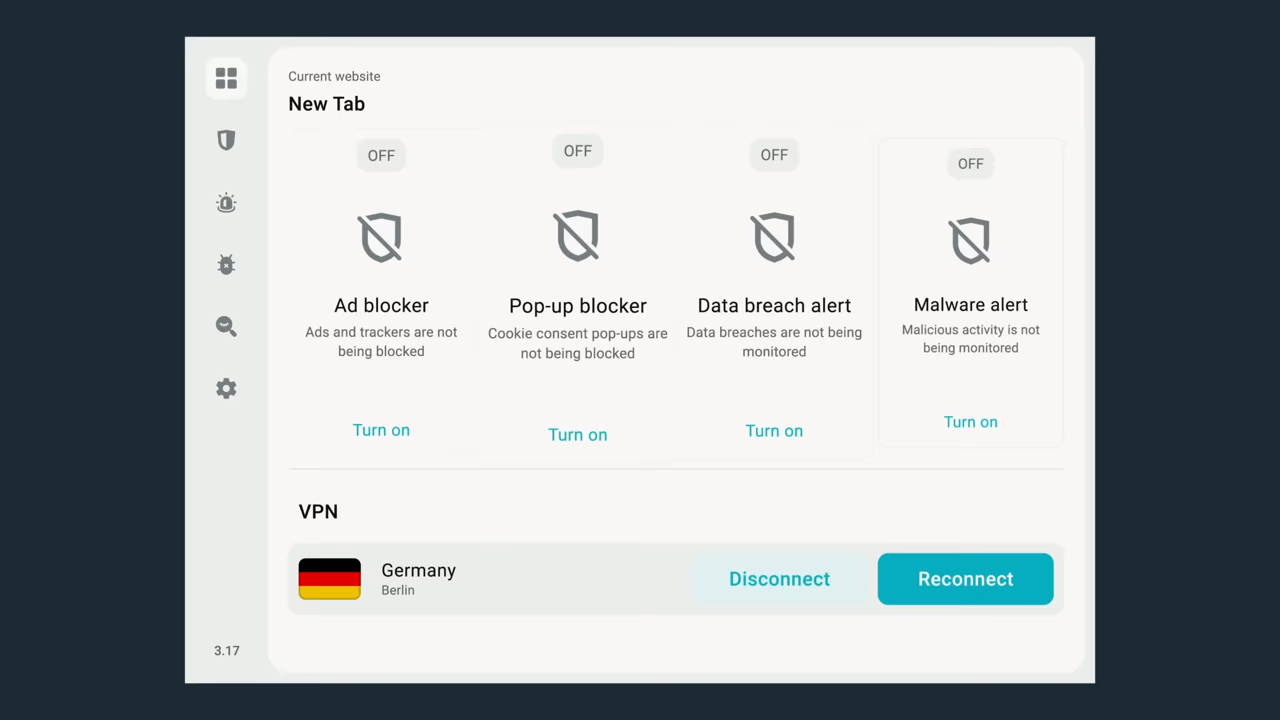 Current website
New Tab
OFF
OFF
OFF
OFF
Ad blocker
Ads and trackers are not
being blocked
Turn on
Pop-up blocker
Cookie consent pop-ups are
not being blocked
Turn on
Data breach alert
Data breaches are not being
monitored
Turn on
Malware alert
Malicious activity is not
being monitored
Turn on
VPN
Germany
Berlin
Disconnect
Reconnect
3.17